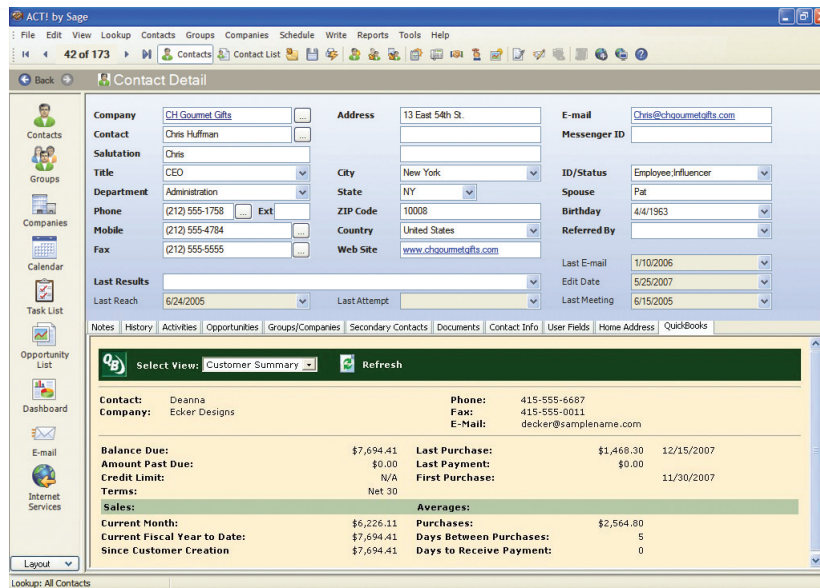 ACT! by Sage
File Edit View Lookup Contacts Groups Companies Schedule Write Reports Tools Help
42 of 173 Contacts Contact List
Back Contact Detail
Contacts
Groups
Companies
Calendar
Task List
Opportunity
List
Dashboard
E-mail
Internet
Services
Layout
Company CH Gourmet Gifts ... Address 13 East 54th St. E-mail Chris@chgourmetgifts.com
Contact Chris Huffman ... Messenger ID
Salutation Chris
Title CEO City New York ID/Status Employee;Influencer
Department Administration State NY Spouse Pat
Phone (212) 555-1758 ... Ext ZIP Code 10008 Birthday 4/4/1963
Mobile (212) 555-4784 ... Country United States Referred By
Fax (212) 555-5555 ... Web Site www.chgourmetgifts.com
Last E-mail 1/10/2006
Last Results Edit Date 5/25/2007
Last Reach 6/24/2005 Last Attempt Last Meeting 6/15/2005
Notes History Activities Opportunities Groups/Companies Secondary Contacts Documents Contact Info User Fields Home Address QuickBooks
QB Select View: Customer Summary Refresh
Contact: Deanna Phone: 415-555-6687
Company: Ecker Designs Fax: 415-555-0011
E-Mail: decker@samplename.com
Balance Due: $7,694.41 Last Purchase: $1,468.30 12/15/2007
Amount Past Due: $0.00 Last Payment: $0.00
Credit Limit: N/A First Purchase: 11/30/2007
Terms: Net 30
Sales: Averages:
Current Month: $6,226.11 Purchases: $2,564.80
Current Fiscal Year to Date: $7,694.41 Days Between Purchases: 5
Since Customer Creation $7,694.41 Days to Receive Payment: 0
Lookup: All Contacts